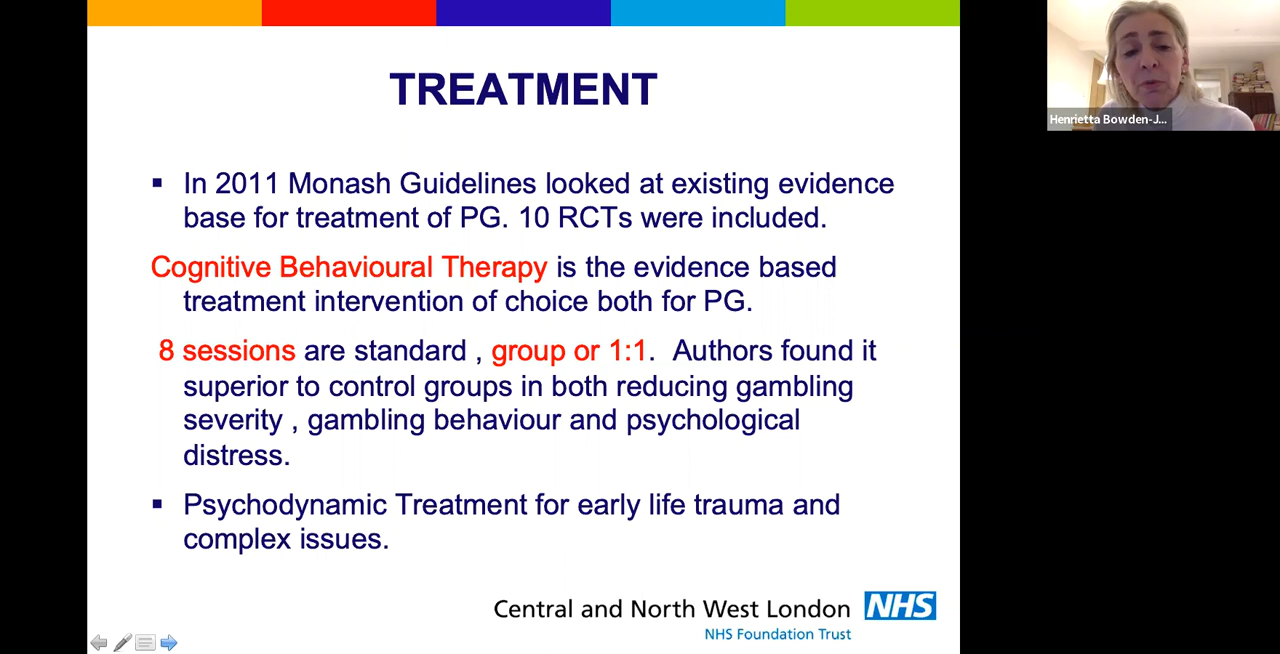 TREATMENT
▪ In 2011 Monash Guidelines looked at existing evidence
base for treatment of PG. 10 RCTs were included.
Cognitive Behavioural Therapy is the evidence based
treatment intervention of choice both for PG.
8 sessions are standard , group or 1:1.  Authors found it
superior to control groups in both reducing gambling
severity , gambling behaviour and psychological
distress.
▪ Psychodynamic Treatment for early life trauma and
complex issues.
Central and North West London NHS
NHS Foundation Trust
Henrietta Bowden-J...